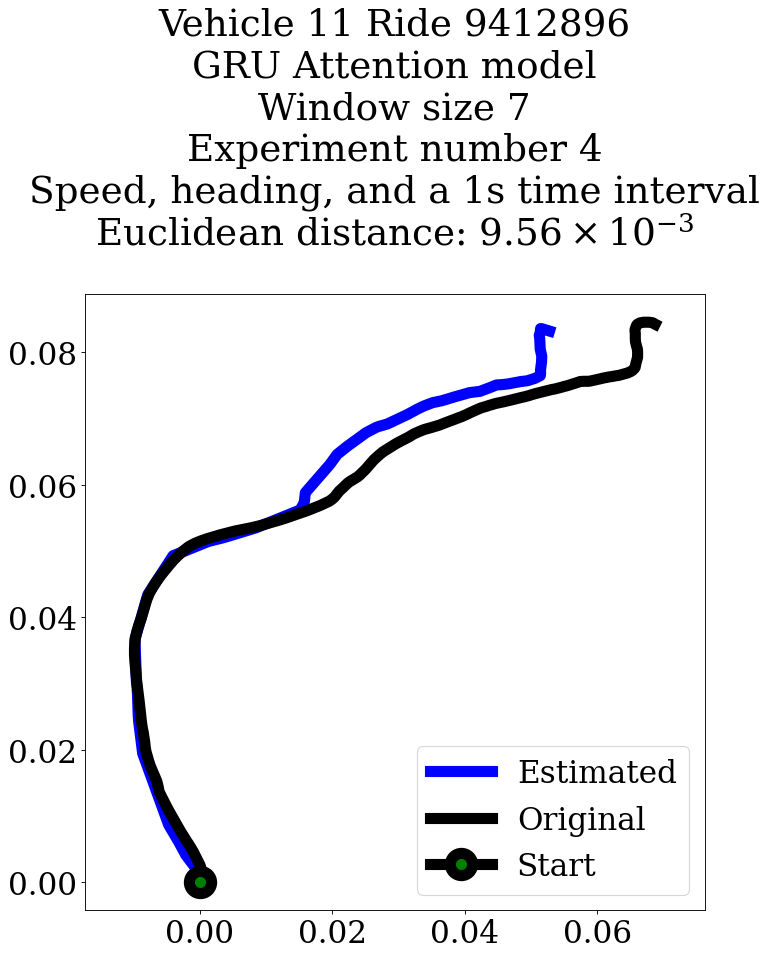 Vehicle 11 Ride 9412896
GRU Attention model
Window size 7
Experiment number 4
Speed, heading, and a 1s time interval
Euclidean distance: 9.56 × 10⁻³
0.08
0.06
0.04
0.02
0.00
Estimated
Original
Start
0.00 0.02 0.04 0.06